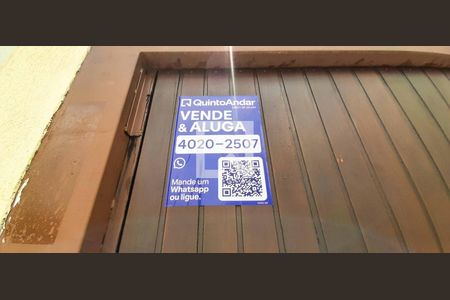 QuintoAndar
VENDE
& ALUGA
4020-2507
Mande um
Whatsapp
ou ligue.